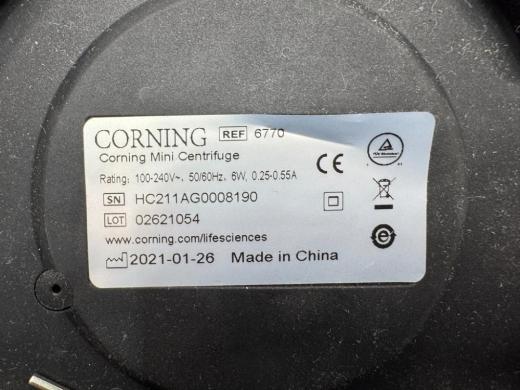 CORNING REF 6770
Corning Mini Centrifuge
Rating: 100-240V~, 50/60Hz, 6W, 0.25-0.55A
SN HC211AG0008190
LOT 02621054
www.corning.com/lifesciences
2021-01-26 Made in China
CE